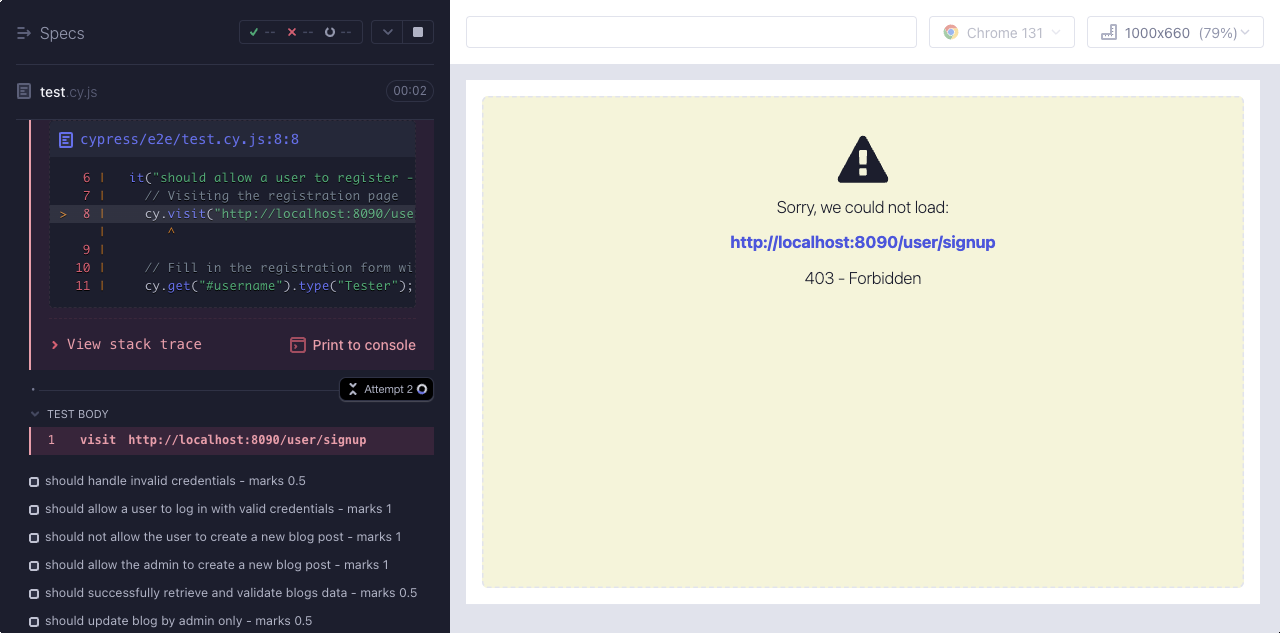 Specs
-- -- --
test.cy.js
00:02
cypress/e2e/test.cy.js:8:8
6 | it("should allow a user to register -
7 | // Visiting the registration page
> 8 | cy.visit("http://localhost:8090/use
| ^
9 |
10 | // Fill in the registration form wi
11 | cy.get("#username").type("Tester");
View stack trace
Print to console
Attempt 2
TEST BODY
1 visit http://localhost:8090/user/signup
should handle invalid credentials - marks 0.5
should allow a user to log in with valid credentials - marks 1
should not allow the user to create a new blog post - marks 1
should allow the admin to create a new blog post - marks 1
should successfully retrieve and validate blogs data - marks 0.5
should update blog by admin only - marks 0.5
Chrome 131
1000x660 (79%)
Sorry, we could not load:
http://localhost:8090/user/signup
403 - Forbidden